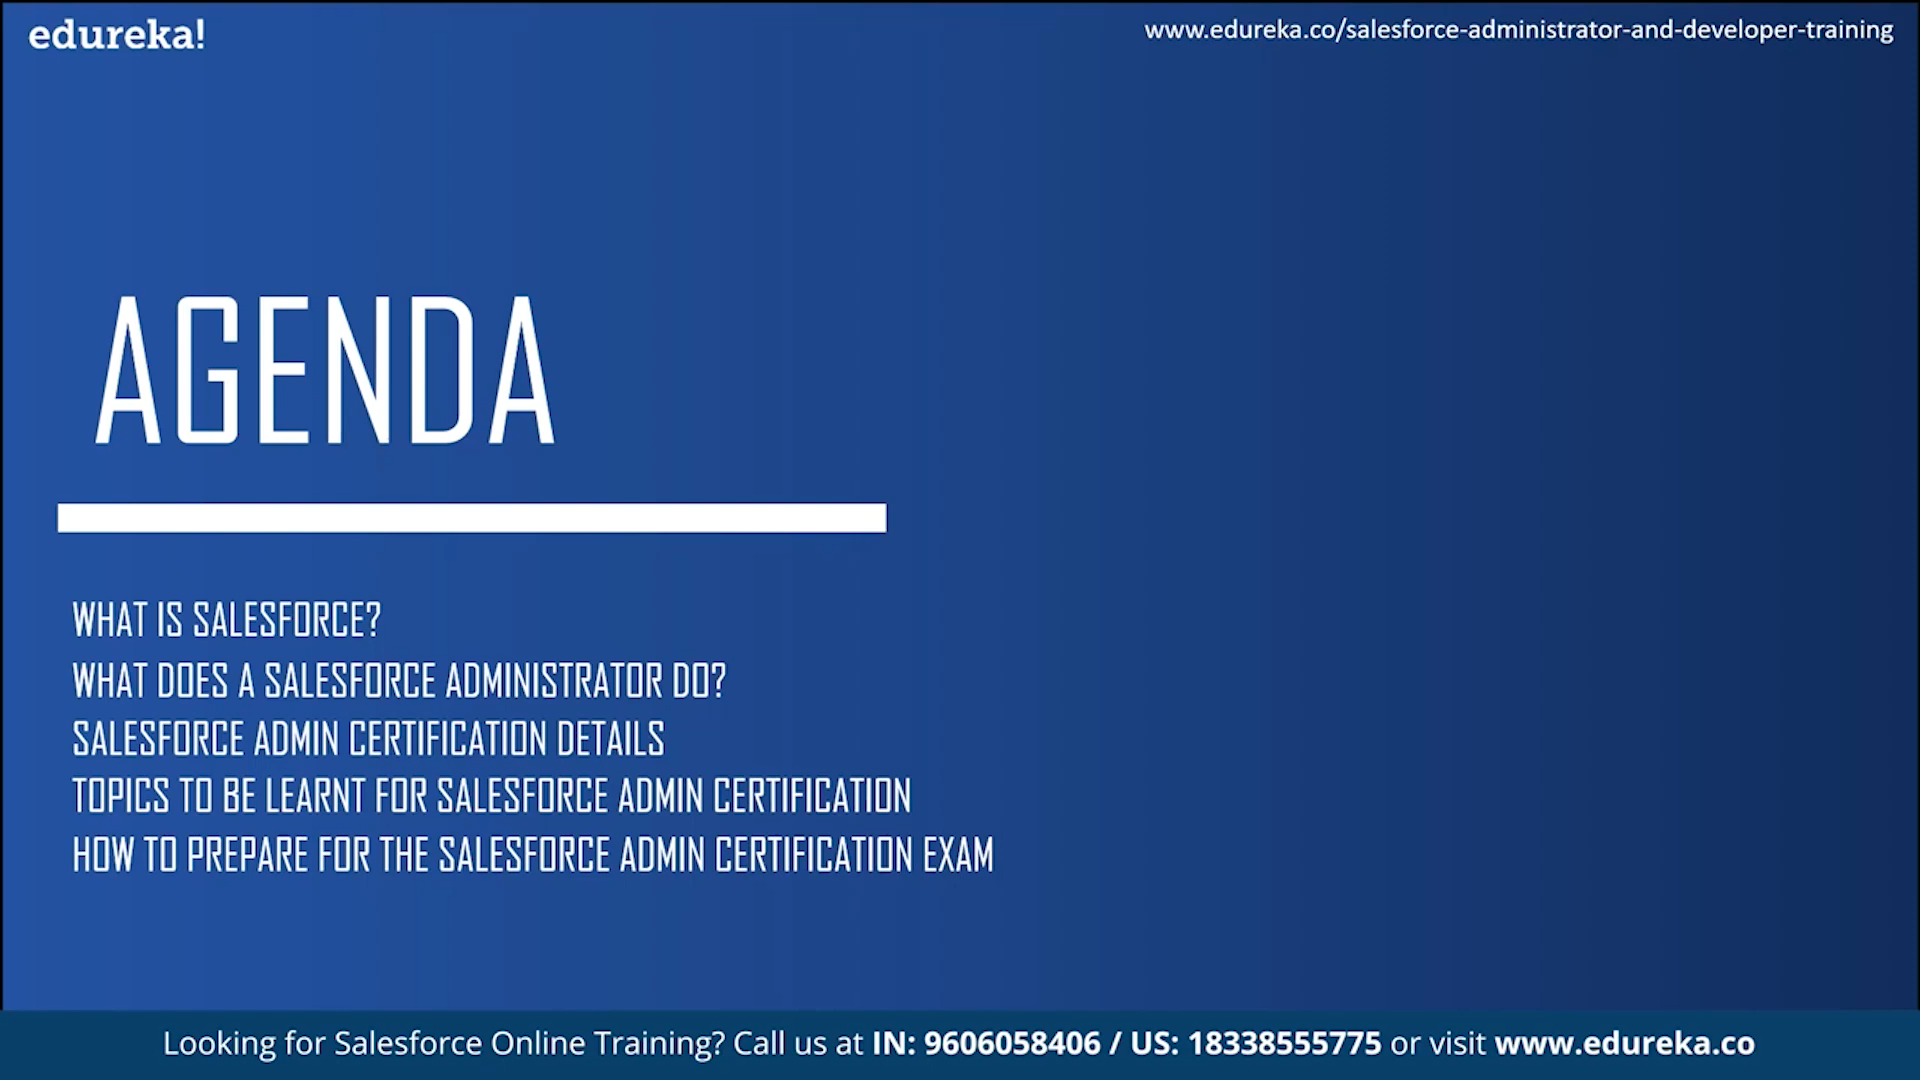 edureka!
www.edureka.co/salesforce-administrator-and-developer-training
AGENDA
WHAT IS SALESFORCE?
WHAT DOES A SALESFORCE ADMINISTRATOR DO?
SALESFORCE ADMIN CERTIFICATION DETAILS
TOPICS TO BE LEARNT FOR SALESFORCE ADMIN CERTIFICATION
HOW TO PREPARE FOR THE SALESFORCE ADMIN CERTIFICATION EXAM
Looking for Salesforce Online Training? Call us at IN: 9606058406 / US: 18338555775 or visit www.edureka.co